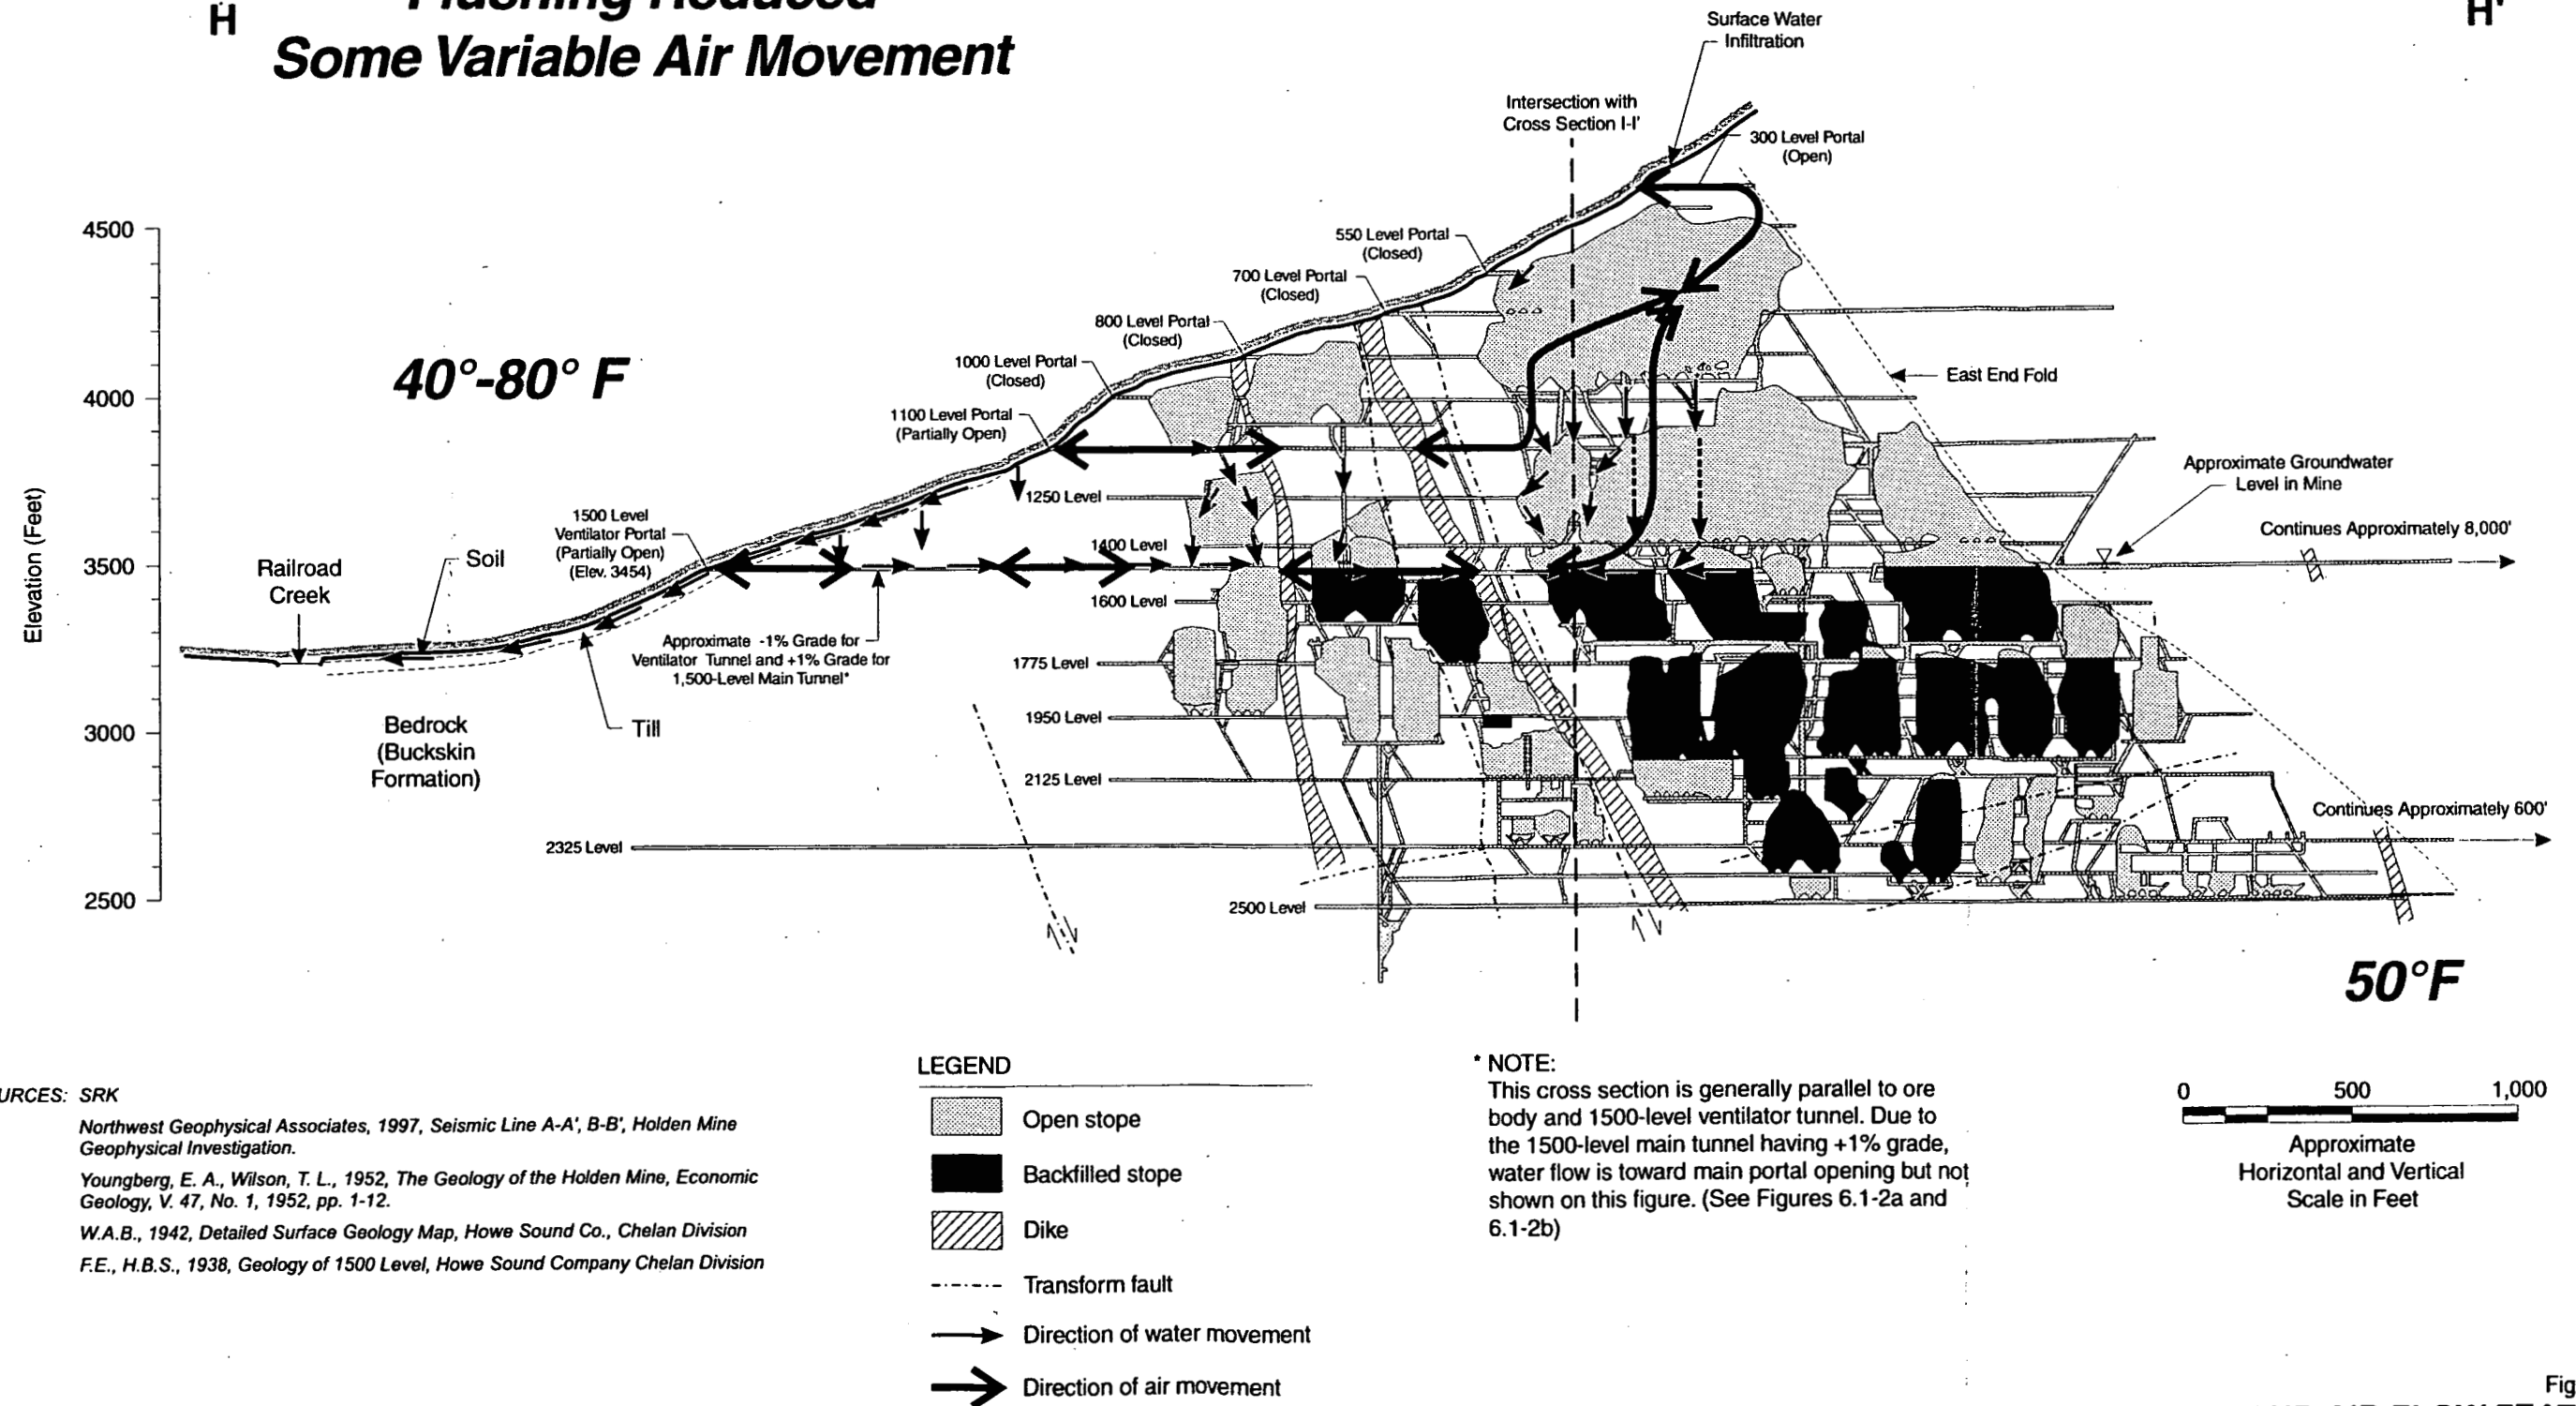 H
H'
Flushing Reduced
Some Variable Air Movement
Surface Water
Infiltration
Intersection with
Cross Section I-I'
300 Level Portal
(Open)
550 Level Portal
(Closed)
700 Level Portal
(Closed)
800 Level Portal
(Closed)
1000 Level Portal
(Closed)
1100 Level Portal
(Partially Open)
1500 Level
Ventilator Portal
(Partially Open)
(Elev. 3454)
40°-80° F
Elevation (Feet)
4500
4000
3500
3000
2500
Railroad
Creek
Soil
Till
Bedrock
(Buckskin
Formation)
Approximate -1% Grade for
Ventilator Tunnel and +1% Grade for
1,500-Level Main Tunnel*
1250 Level
1400 Level
1600 Level
1775 Level
1950 Level
2125 Level
2325 Level
2500 Level
East End Fold
Approximate Groundwater
Level in Mine
Continues Approximately 8,000'
Continues Approximately 600'
50°F
URCES: SRK
Northwest Geophysical Associates, 1997, Seismic Line A-A', B-B', Holden Mine
Geophysical Investigation.
Youngberg, E. A., Wilson, T. L., 1952, The Geology of the Holden Mine, Economic
Geology, V. 47, No. 1, 1952, pp. 1-12.
W.A.B., 1942, Detailed Surface Geology Map, Howe Sound Co., Chelan Division
F.E., H.B.S., 1938, Geology of 1500 Level, Howe Sound Company Chelan Division
LEGEND
Open stope
Backfilled stope
Dike
Transform fault
Direction of water movement
Direction of air movement
* NOTE:
This cross section is generally parallel to ore
body and 1500-level ventilator tunnel. Due to
the 1500-level main tunnel having +1% grade,
water flow is toward main portal opening but not
shown on this figure. (See Figures 6.1-2a and
6.1-2b)
0 500 1,000
Approximate
Horizontal and Vertical
Scale in Feet
Fig